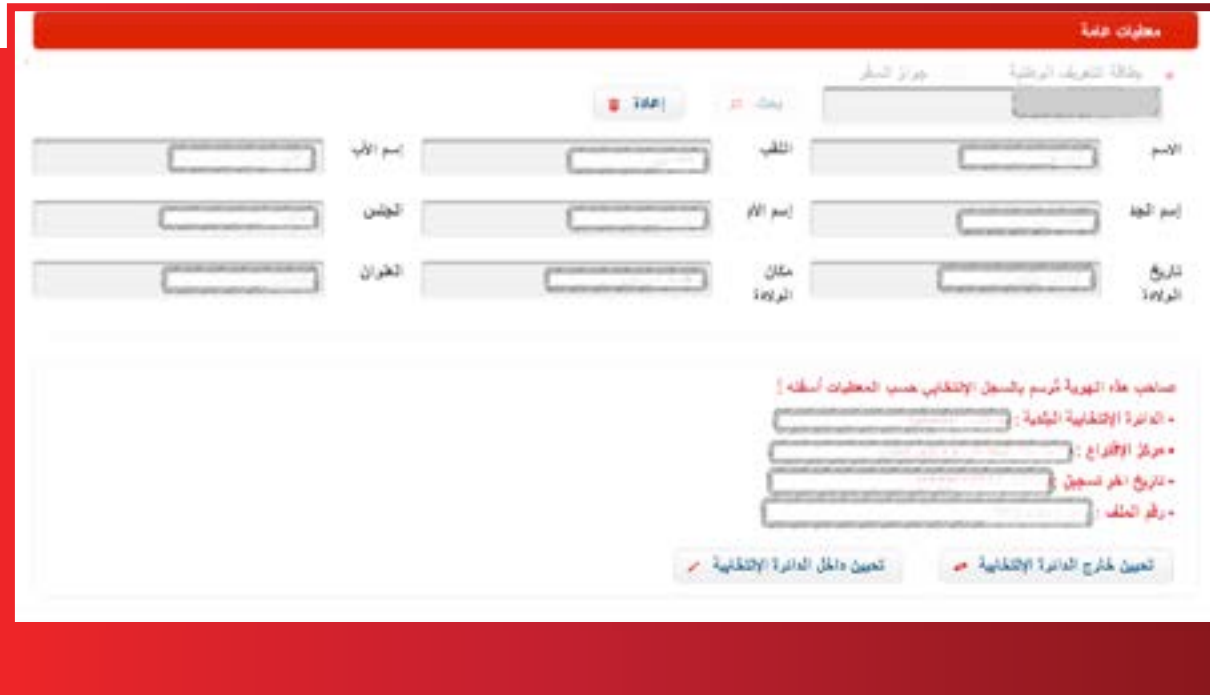 معطيات عامة
بطاقة التعريف الوطنية جواز السفر
بحث إعادة
الاسم اللقب إسم الأب
إسم الجد إسم الأم الجنس
تاريخ الولادة مكان الولادة العنوان
صاحب هذه الهوية مُرسم بالسجل الإنتخابي حسب المعطيات أسفله :
- الدائرة الإنتخابية البلدية :
- مركز الإقتراع :
- تاريخ اخر تسجيل :
- رقم الملف :
تحيين خارج الدائرة الإنتخابية تحيين داخل الدائرة الإنتخابية